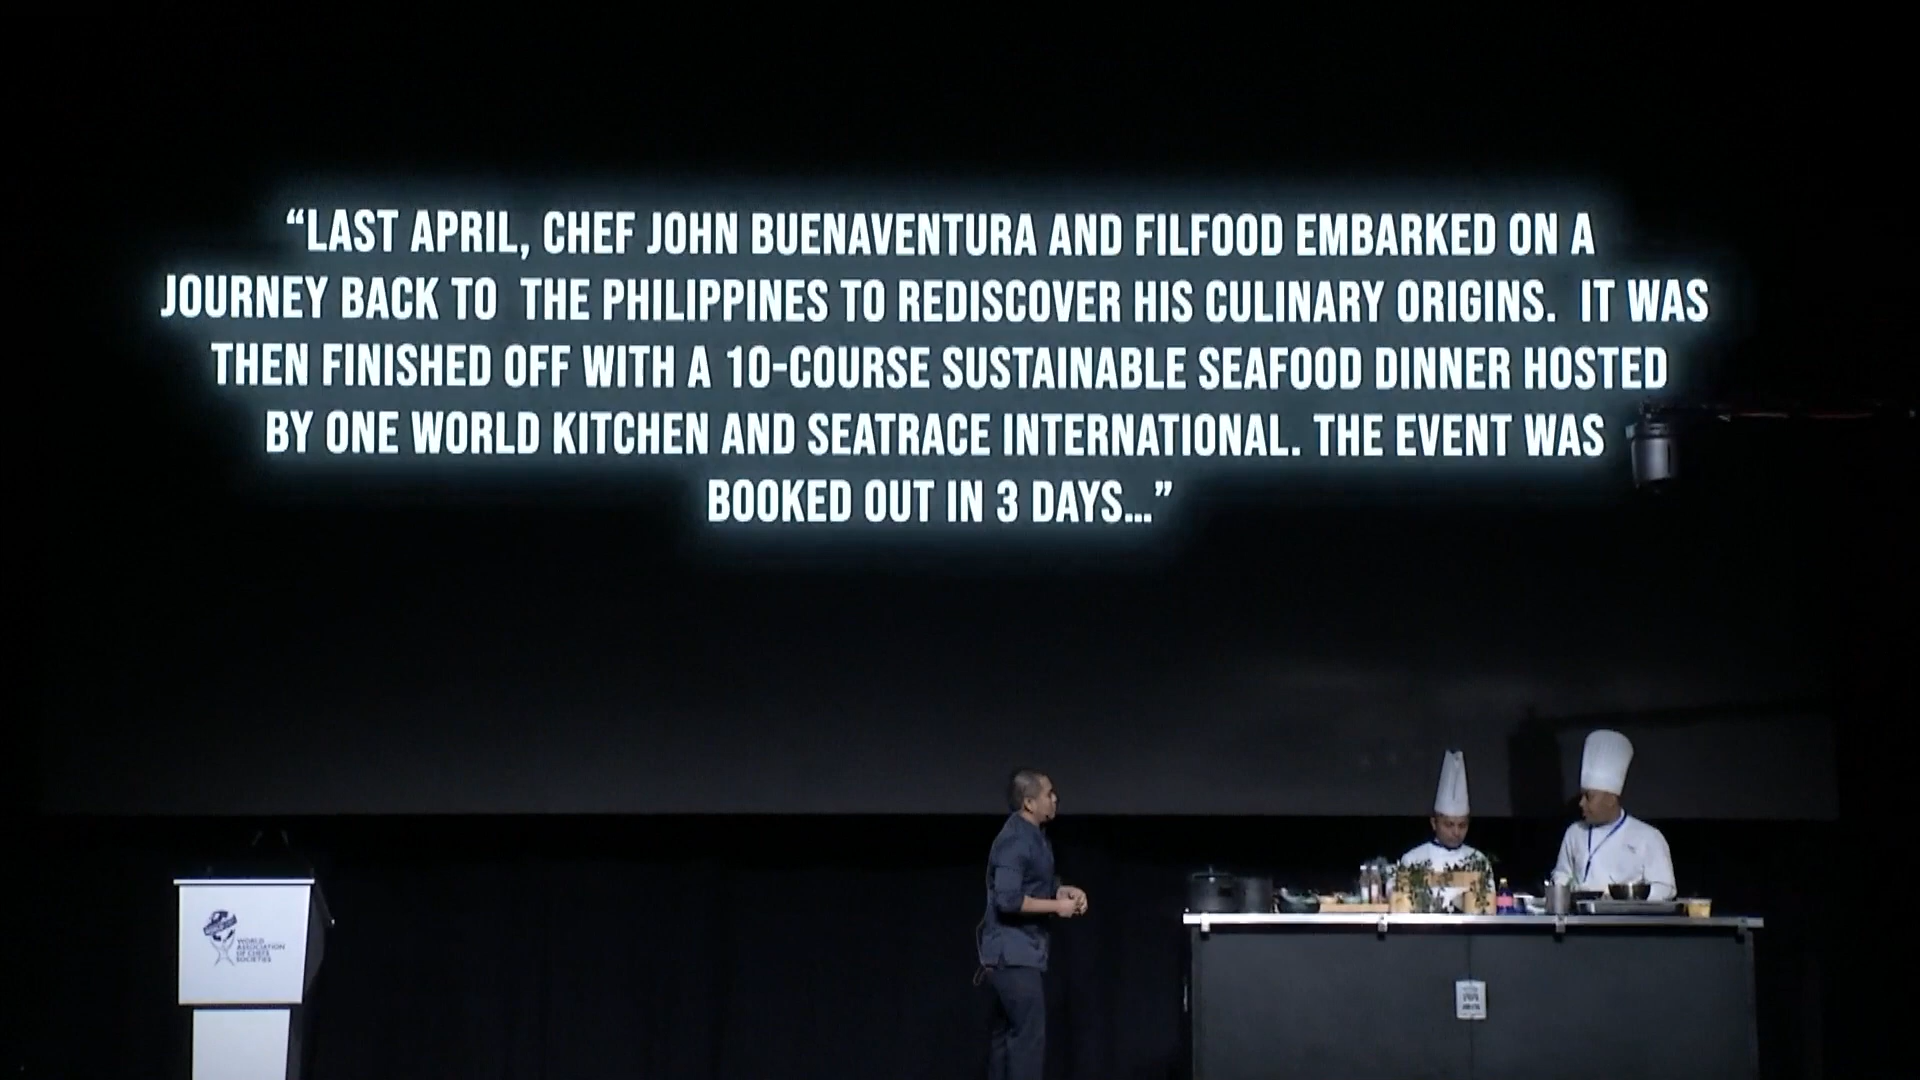 “LAST APRIL, CHEF JOHN BUENAVENTURA AND FILFOOD EMBARKED ON A
JOURNEY BACK TO THE PHILIPPINES TO REDISCOVER HIS CULINARY ORIGINS. IT WAS
THEN FINISHED OFF WITH A 10-COURSE SUSTAINABLE SEAFOOD DINNER HOSTED
BY ONE WORLD KITCHEN AND SEATRACE INTERNATIONAL. THE EVENT WAS
BOOKED OUT IN 3 DAYS...”
WORLD
ASSOCIATION
OF CHEFS
SOCIETIES